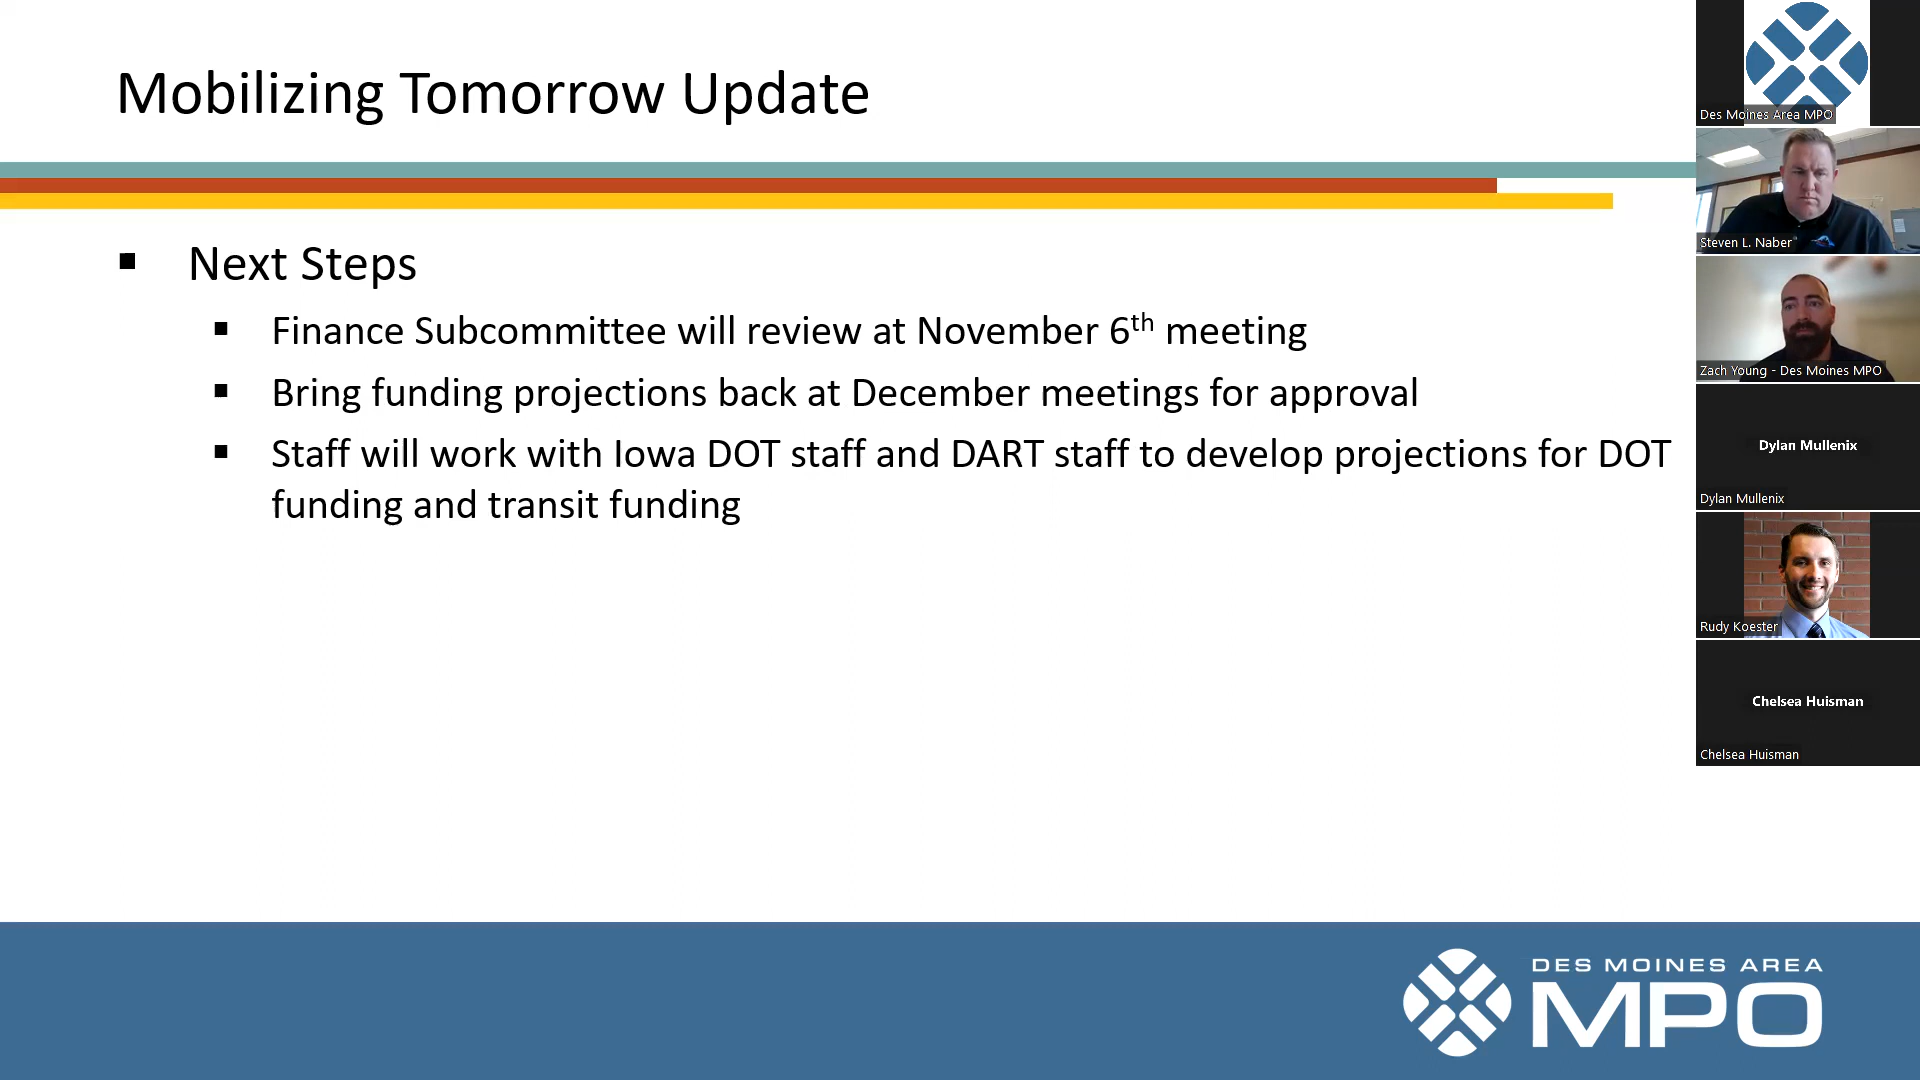 Mobilizing Tomorrow Update
Next Steps
Finance Subcommittee will review at November 6th meeting
Bring funding projections back at December meetings for approval
Staff will work with Iowa DOT staff and DART staff to develop projections for DOT
funding and transit funding
Des Moines Area MPO
Steven L. Naber
Zach Young - Des Moines MPO
Dylan Mullenix
Dylan Mullenix
Rudy Koester
Chelsea Huisman
Chelsea Huisman
DES MOINES AREA
MPO